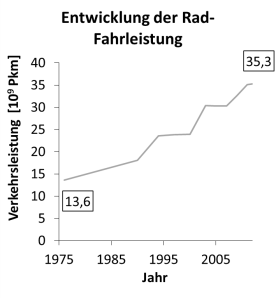 Entwicklung der Rad-
Fahrleistung
Verkehrsleistung [10⁹ Pkm]
40
35
30
25
20
15
10
5
0
35,3
13,6
1975 1985 1995 2005
Jahr